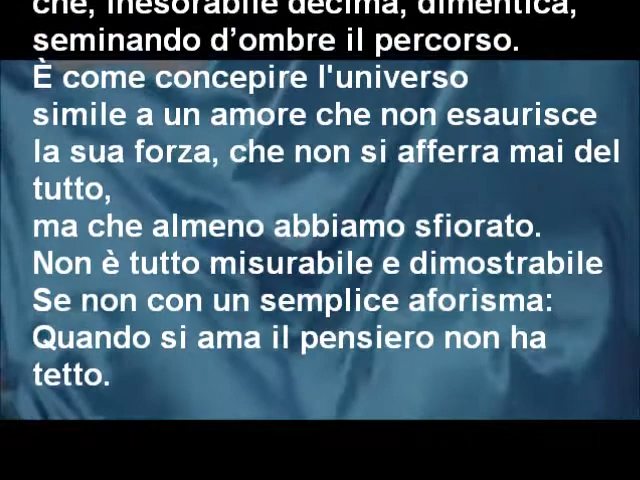 che, inesorabile decima, dimentica,
seminando d’ombre il percorso.
È come concepire l'universo
simile a un amore che non esaurisce
la sua forza, che non si afferra mai del
tutto,
ma che almeno abbiamo sfiorato.
Non è tutto misurabile e dimostrabile
Se non con un semplice aforisma:
Quando si ama il pensiero non ha
tetto.